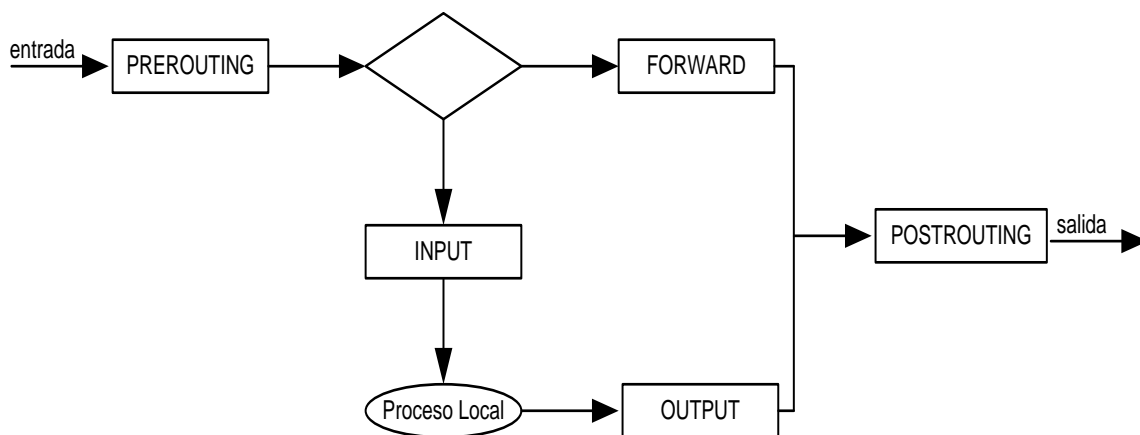 entrada
PREROUTING
FORWARD
INPUT
POSTROUTING
salida
Proceso Local
OUTPUT